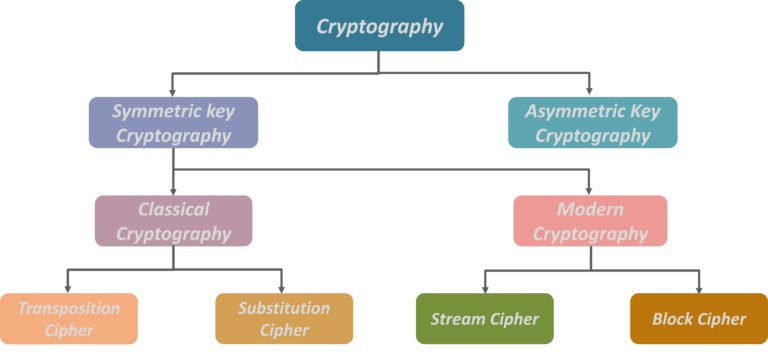 Cryptography
Symmetric key
Cryptography
Asymmetric Key
Cryptography
Classical
Cryptography
Modern
Cryptography
Transposition
Cipher
Substitution
Cipher
Stream Cipher
Block Cipher